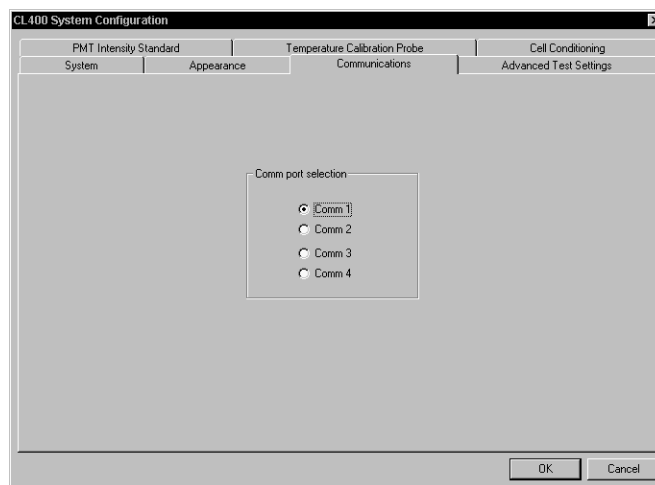 CL400 System Configuration
PMT Intensity Standard
Temperature Calibration Probe
Cell Conditioning
System
Appearance
Communications
Advanced Test Settings
Comm port selection
Comm 1
Comm 2
Comm 3
Comm 4
OK
Cancel